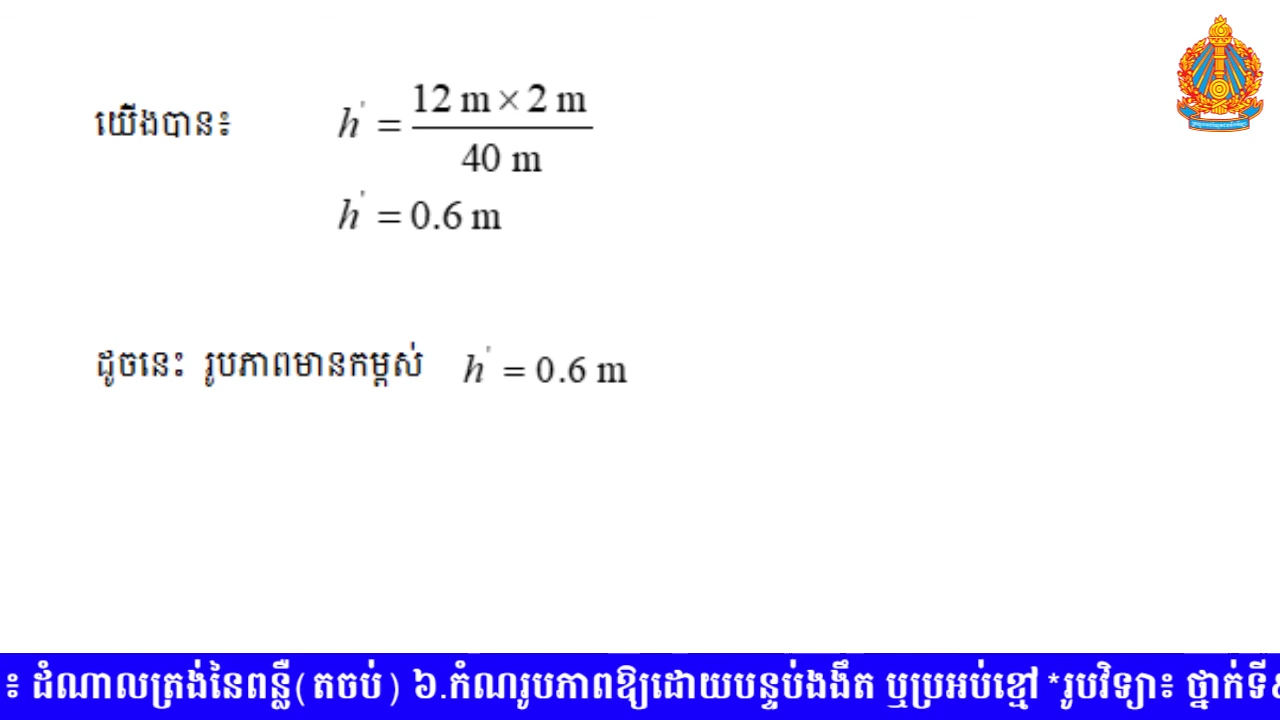 យើងបាន៖ h' = 12 m × 2 m / 40 m
h' = 0.6 m
ដូចនេះ រូបភាពមានកម្ពស់ h' = 0.6 m
៖ ដំណាលត្រង់នៃពន្លឺ( តចប់ ) ៦.កំណរូបភាពឱ្យដោយបន្ទប់ងងឹត ឬប្រអប់ខ្មៅ *រូបវិទ្យា៖ ថ្នាក់ទី